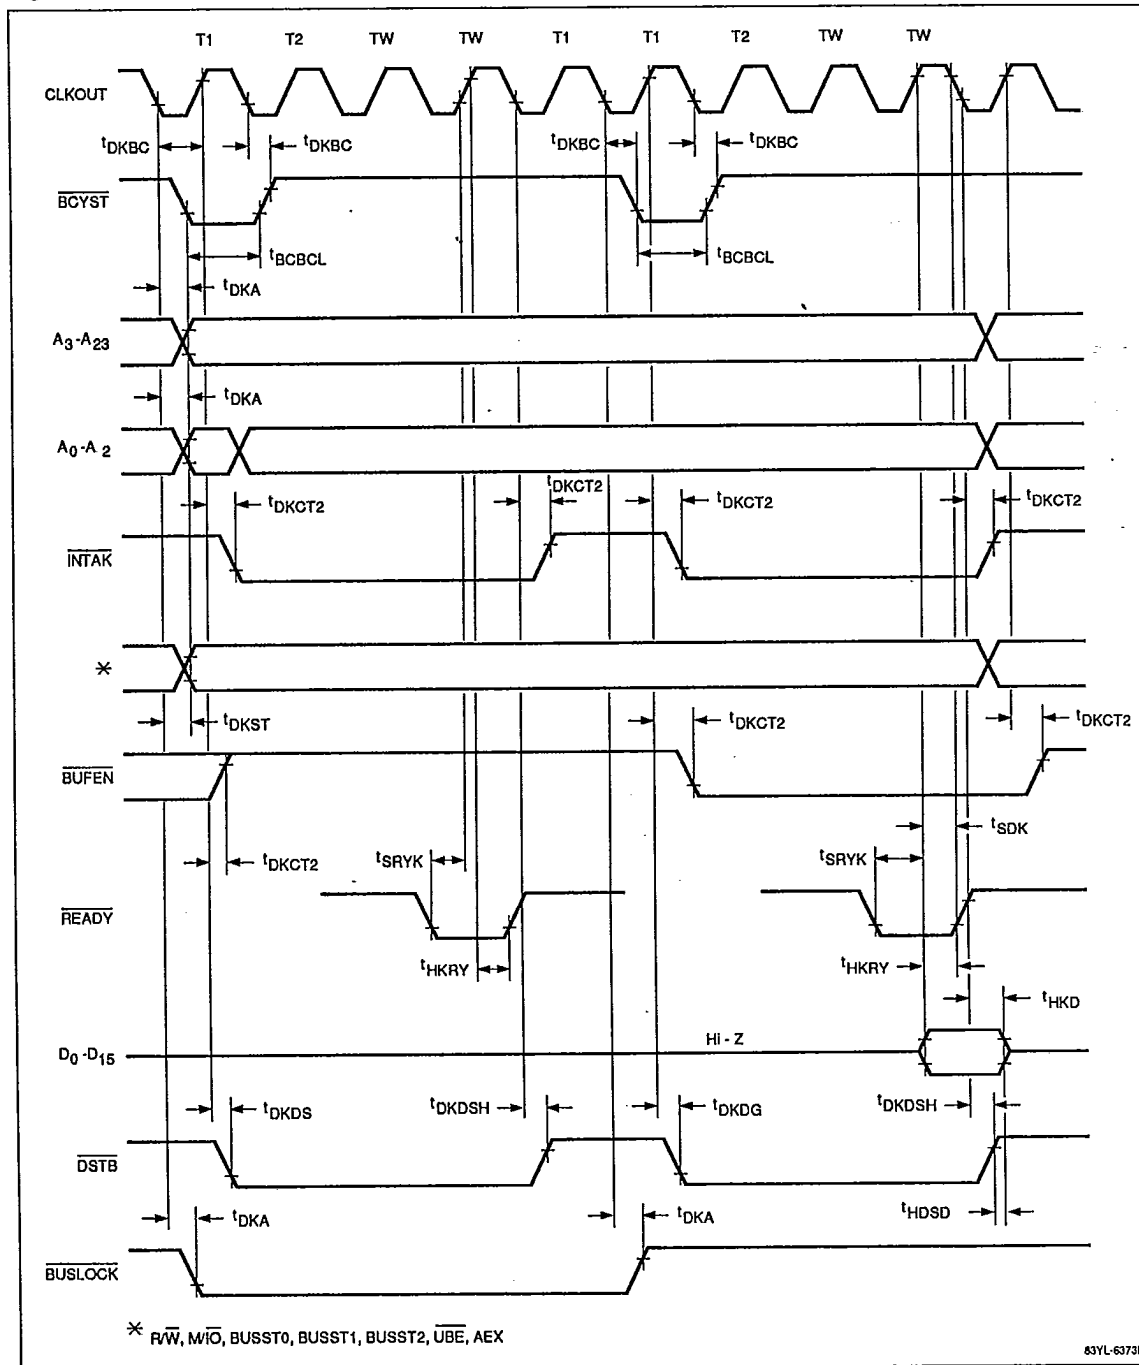 T1 T2 TW TW T1 T1 T2 TW TW
CLKOUT
tDKBC tDKBC tDKBC tDKBC
BCYST
tBCBCL tBCBCL
tDKA
A3-A23
tDKA
A0-A2
tDKCT2 tDKCT2 tDKCT2 tDKCT2
INTAK
*
tDKST tDKCT2 tDKCT2
BUFEN
tDKCT2 tSRYK tSRYK tSDK
READY
tHKRY tHKRY
tHKD
D0-D15 Hi - Z
tDKDS tDKDSH tDKDG tDKDSH
DSTB
tHDSD
tDKA tDKA
BUSLOCK
* R/W, M/IO, BUSST0, BUSST1, BUSST2, UBE, AEX